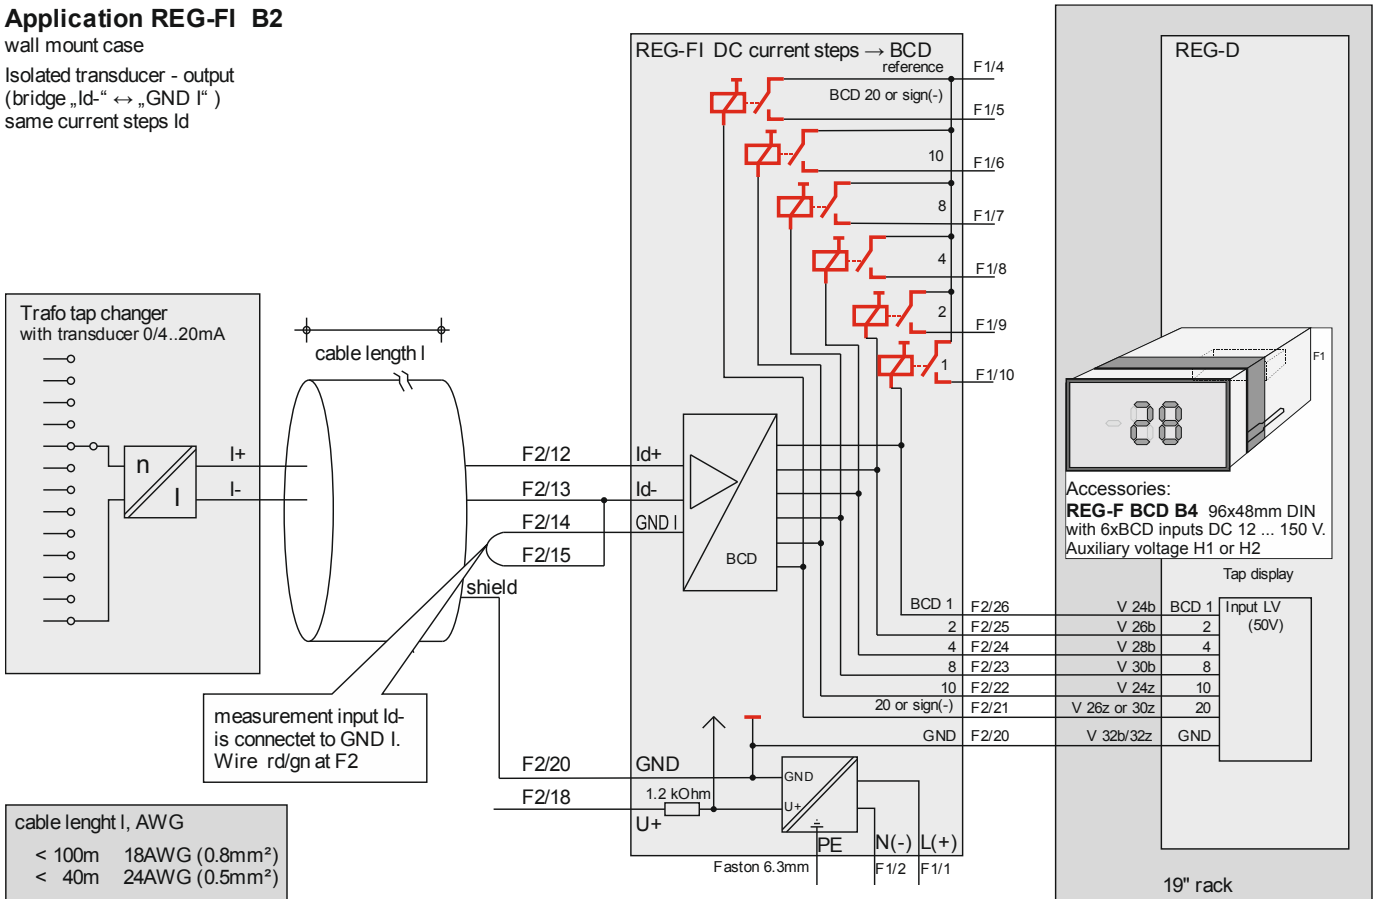 Application REG-FI B2
wall mount case
Isolated transducer - output
(bridge „Id-“ ↔ „GND I“ )
same current steps Id
REG-FI DC current steps → BCD
reference
F1/4
BCD 20 or sign(-)
F1/5
10
F1/6
8
F1/7
4
F1/8
2
F1/9
1
F1/10
REG-D
Trafo tap changer
with transducer 0/4..20mA
n
I
I+
I-
cable length l
F2/12
Id+
F2/13
Id-
F2/14
GND I
F2/15
BCD
shield
F1
-28
Accessories:
REG-F BCD B4 96x48mm DIN
with 6xBCD inputs DC 12 ... 150 V.
Auxiliary voltage H1 or H2
Tap display
BCD 1 F2/26 V 24b BCD 1 Input LV
2 F2/25 V 26b 2 (50V)
4 F2/24 V 28b 4
8 F2/23 V 30b 8
10 F2/22 V 24z 10
20 or sign(-) F2/21 V 26z or 30z 20
GND F2/20 V 32b/32z GND
measurement input Id-
is connectet to GND I.
Wire rd/gn at F2
F2/20
GND
F2/18
U+
1.2 kOhm
GND
U+
PE
N(-)
L(+)
Faston 6.3mm
F1/2
F1/1
cable lenght l, AWG
< 100m 18AWG (0.8mm²)
< 40m 24AWG (0.5mm²)
19" rack